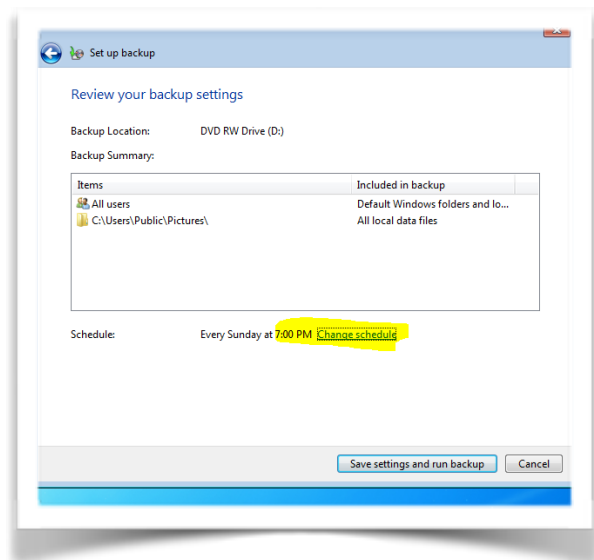 Set up backup
Review your backup settings
Backup Location: DVD RW Drive (D:)
Backup Summary:
Items Included in backup
All users Default Windows folders and lo...
C:\Users\Public\Pictures\ All local data files
Schedule: Every Sunday at 7:00 PM Change schedule
Save settings and run backup Cancel